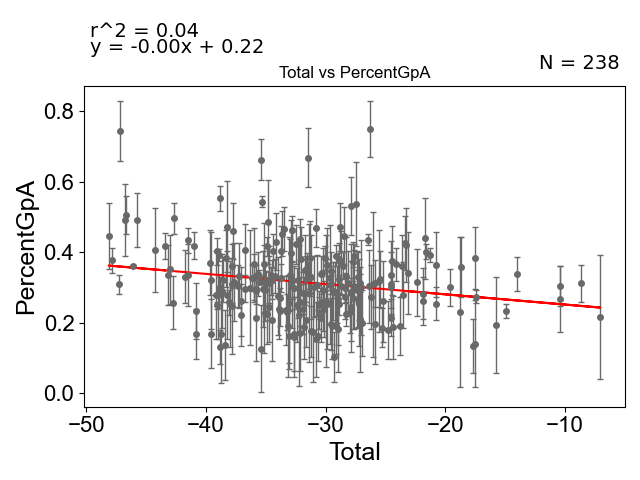 r^2 = 0.04
y = -0.00x + 0.22
N = 238
Total vs PercentGpA
PercentGpA
0.8
0.6
0.4
0.2
0.0
−50
−40
−30
−20
−10
Total